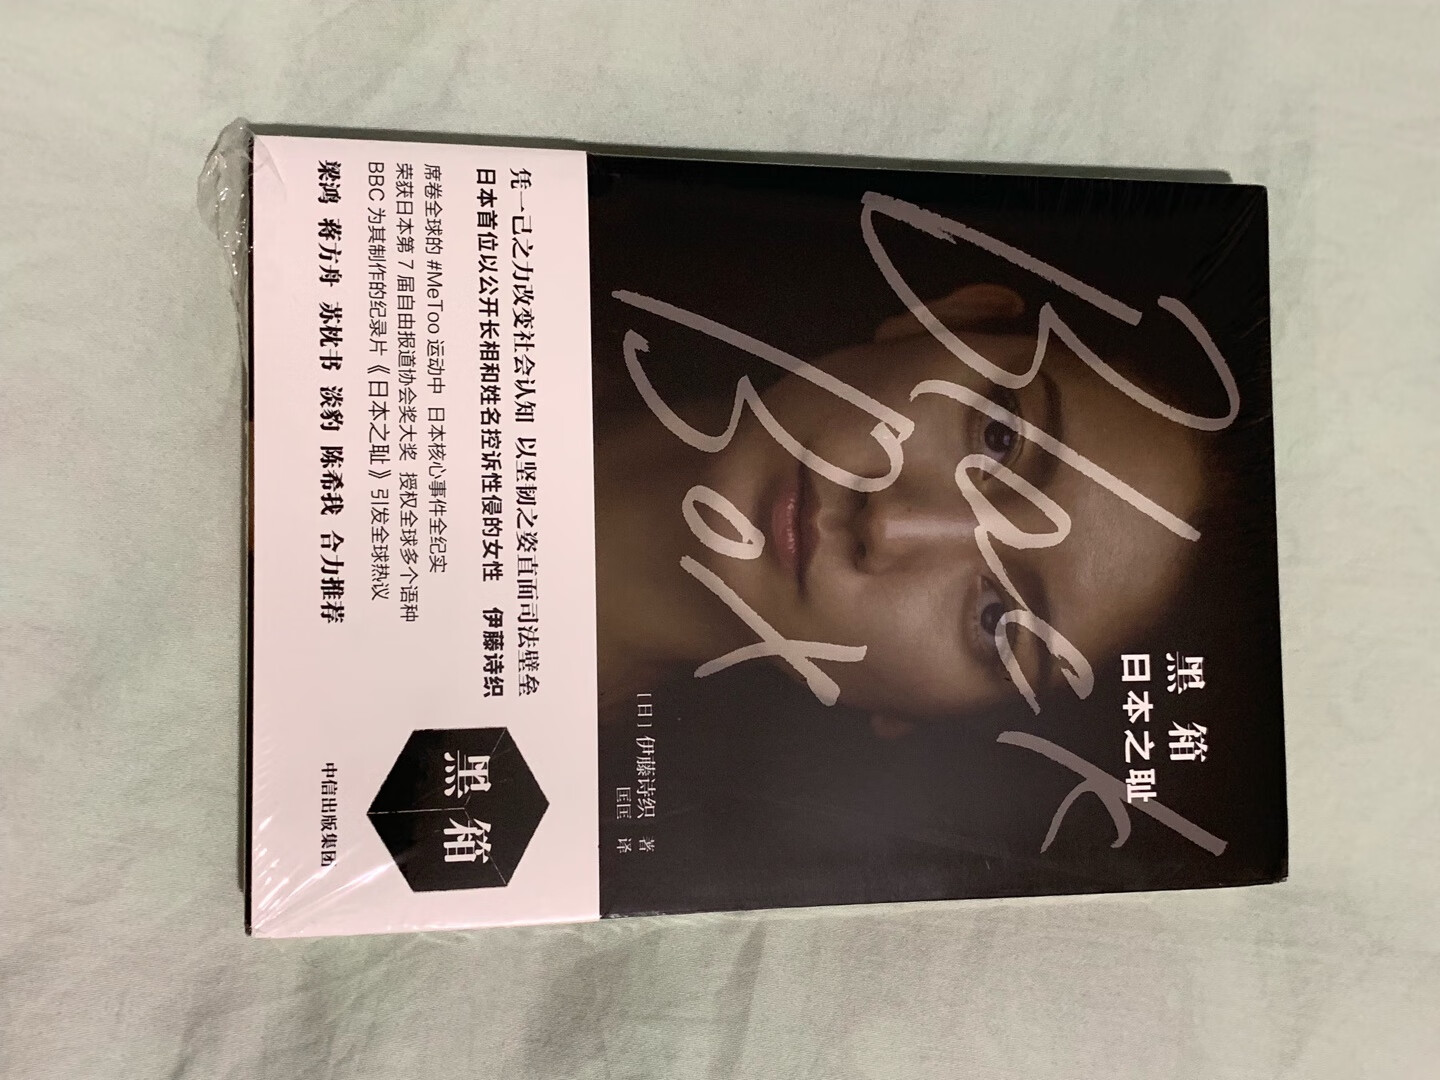 Black
Box
黑 箱
日本之耻
[日] 伊藤诗织 著
匡匡 译
凭一己之力改变社会认知 以坚韧之姿直面司法壁垒
日本首位以公开长相和姓名控诉性侵的女性 伊藤诗织
席卷全球的 #MeToo 运动中 日本核心事件全纪实
荣获日本第 7 届自由报道协会奖大奖 授权全球多个语种
BBC 为其制作的纪录片《日本之耻》引发全球热议
梁鸿 蒋方舟 苏枕书 淡豹 陈希我 合力推荐
黑 箱
中信出版集团